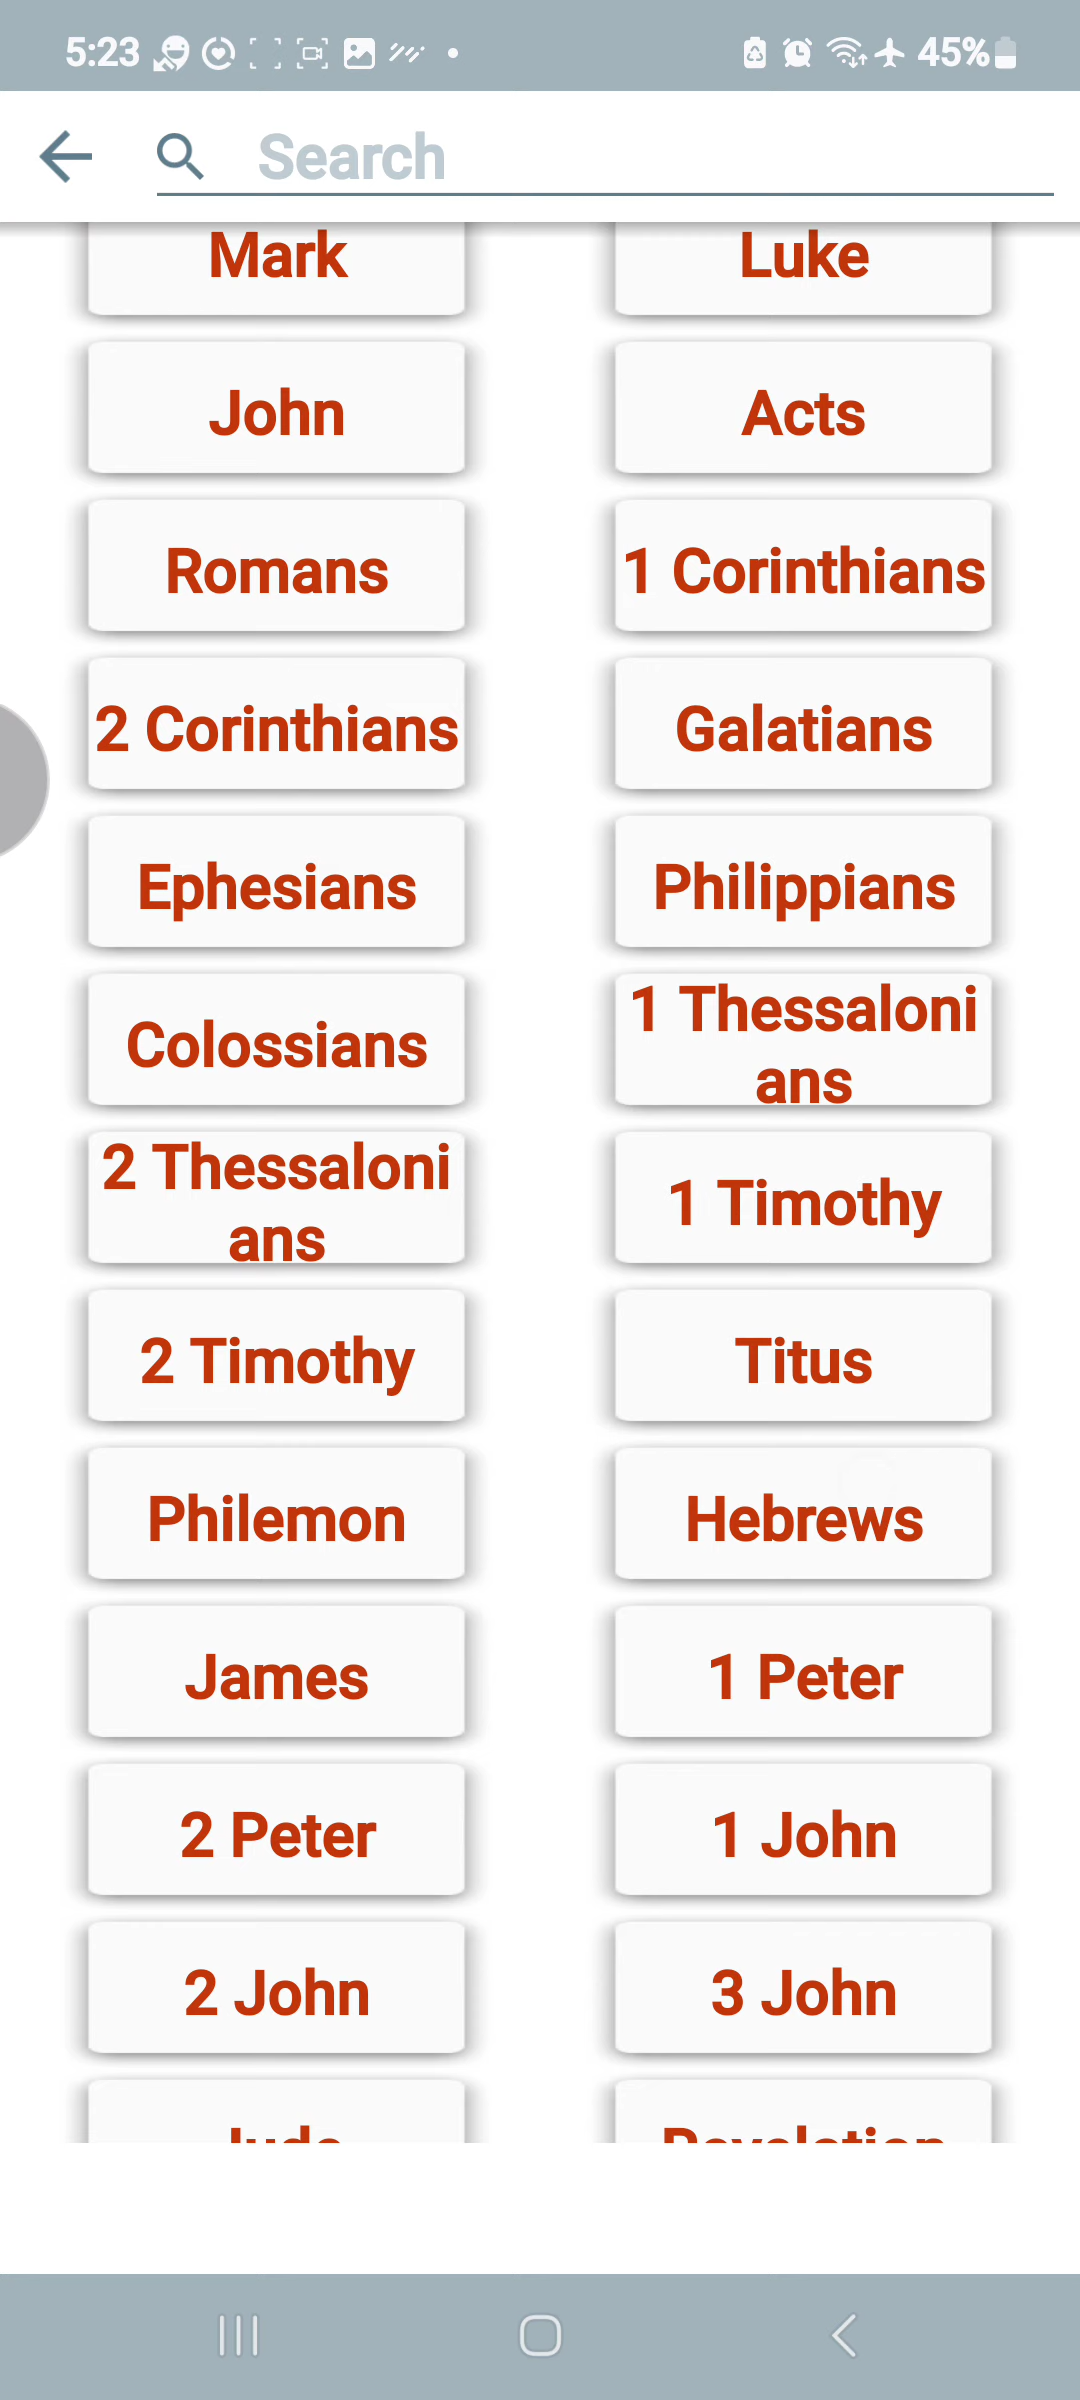 5:23 45%
Search
Mark Luke
John Acts
Romans 1 Corinthians
2 Corinthians Galatians
Ephesians Philippians
Colossians 1 Thessaloni
ans
2 Thessaloni
ans 1 Timothy
2 Timothy Titus
Philemon Hebrews
James 1 Peter
2 Peter 1 John
2 John 3 John
Jude Revelation